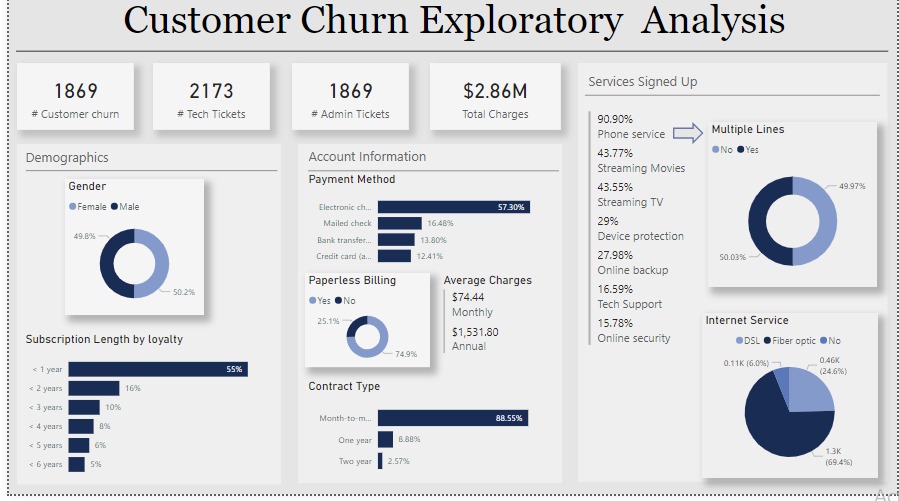 Customer Churn Exploratory Analysis
1869
# Customer churn
2173
# Tech Tickets
1869
# Admin Tickets
$2.86M
Total Charges
Demographics
Gender
Female Male
49.8%
50.2%
Subscription Length by loyalty
< 1 year 55%
< 2 years 16%
< 3 years 10%
< 4 years 8%
< 5 years 6%
< 6 years 5%
Account Information
Payment Method
Electronic ch... 57.30%
Mailed check 16.48%
Bank transfer... 13.80%
Credit card (a... 12.41%
Paperless Billing
Yes No
25.1%
74.9%
Average Charges
$74.44
Monthly
$1,531.80
Annual
Contract Type
Month-to-m... 88.55%
One year 8.88%
Two year 2.57%
Services Signed Up
90.90%
Phone service
43.77%
Streaming Movies
43.55%
Streaming TV
29%
Device protection
27.98%
Online backup
16.59%
Tech Support
15.78%
Online security
Multiple Lines
No Yes
49.97%
50.03%
Internet Service
DSL Fiber optic No
0.11K (6.0%)
0.46K
(24.6%)
1.3K
(69.4%)